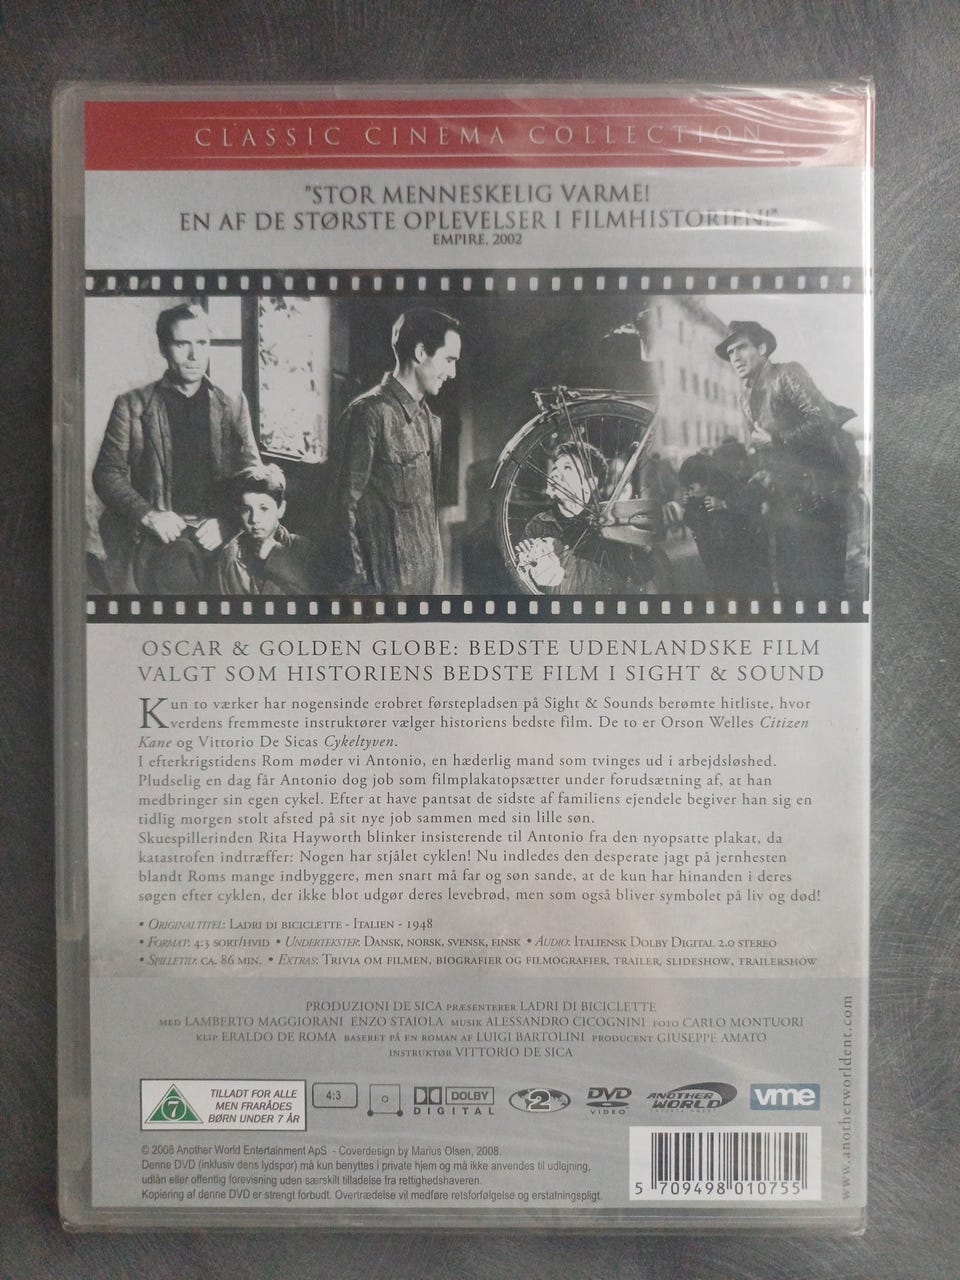 CLASSIC CINEMA COLLECTION
"STOR MENNESKELIG VARME!
EN AF DE STØRSTE OPLEVELSER I FILMHISTORIEN!"
EMPIRE, 2002
OSCAR & GOLDEN GLOBE: BEDSTE UDENLANDSKE FILM
VALGT SOM HISTORIENS BEDSTE FILM I SIGHT & SOUND
Kun to værker har nogensinde erobret førstepladsen på Sight & Sounds berømte hitliste, hvor
verdens fremmeste instruktører vælger historiens bedste film. De to er Orson Welles Citizen
Kane og Vittorio De Sicas Cykeltyven.
I efterkrigstidens Rom møder vi Antonio, en hæderlig mand som tvinges ud i arbejdsløshed.
Pludselig en dag får Antonio dog job som filmplakatopsætter under forudsætning af, at han
medbringer sin egen cykel. Efter at have pantsat de sidste af familiens ejendele begiver han sig en
tidlig morgen stolt afsted på sit nye job sammen med sin lille søn.
Skuespillerinden Rita Hayworth blinker insisterende til Antonio fra den nyopsatte plakat, da
katastrofen indtræffer: Nogen har stjålet cyklen! Nu indledes den desperate jagt på jernhesten
blandt Roms mange indbyggere, men snart må far og søn sande, at de kun har hinanden i deres
søgen efter cyklen, der ikke blot udgør deres levebrød, men som også bliver symbolet på liv og død!
• ORIGINALTITEL: LADRI DI BICICLETTE - ITALIEN - 1948
• FORMAT: 4:3 SORT/HVID • UNDERTEKSTER: DANSK, NORSK, SVENSK, FINSK • AUDIO: ITALIENSK DOLBY DIGITAL 2.0 STEREO
• SPILLETID: CA. 86 MIN. • EXTRAS: TRIVIA OM FILMEN, BIOGRAFIER OG FILMOGRAFIER, TRAILER, SLIDESHOW, TRAILERSHOW
PRODUZIONI DE SICA PRÆSENTERER LADRI DI BICICLETTE
MED LAMBERTO MAGGIORANI ENZO STAIOLA MUSIK ALESSANDRO CICOGNINI FOTO CARLO MONTUORI
KLIP ERALDO DE ROMA BASERET PÅ EN ROMAN AF LUIGI BARTOLINI PRODUCENT GIUSEPPE AMATO
INSTRUKTØR VITTORIO DE SICA
7
TILLADT FOR ALLE
MEN FRARÅDES
BØRN UNDER 7 ÅR
4:3
DOLBY
DIGITAL
2
DVD
VIDEO
ANOTHER
WORLD
ENTERTAINMENT
vme
© 2008 Another World Entertainment ApS - Coverdesign by Marius Olsen, 2008.
Denne DVD (inklusiv dens lydspor) må kun benyttes i private hjem og må ikke anvendes til udlejning,
udlån eller offentlig forevisning uden særskilt tilladelse fra rettighedshaveren.
Kopiering af denne DVD er strengt forbudt. Overtrædelse vil medføre retsforfølgelse og erstatningspligt.
5 709498 010755
www.anotherworldent.com